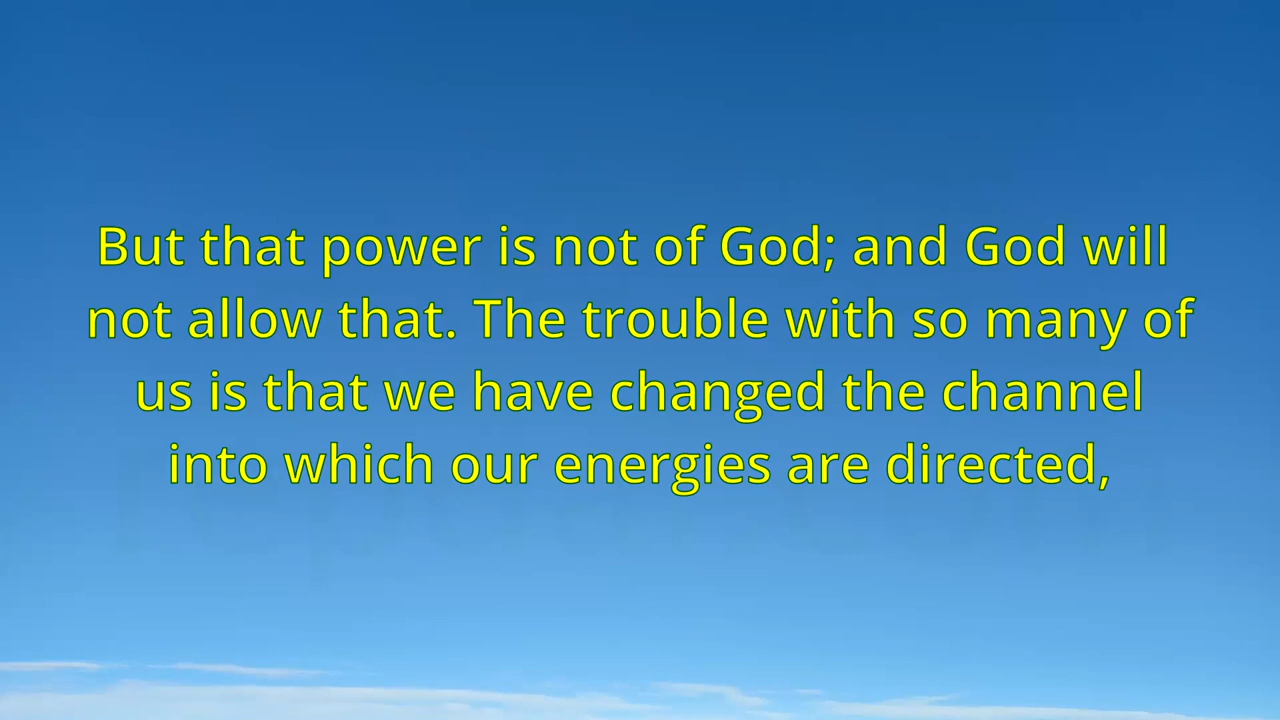 But that power is not of God; and God will
not allow that. The trouble with so many of
us is that we have changed the channel
into which our energies are directed,